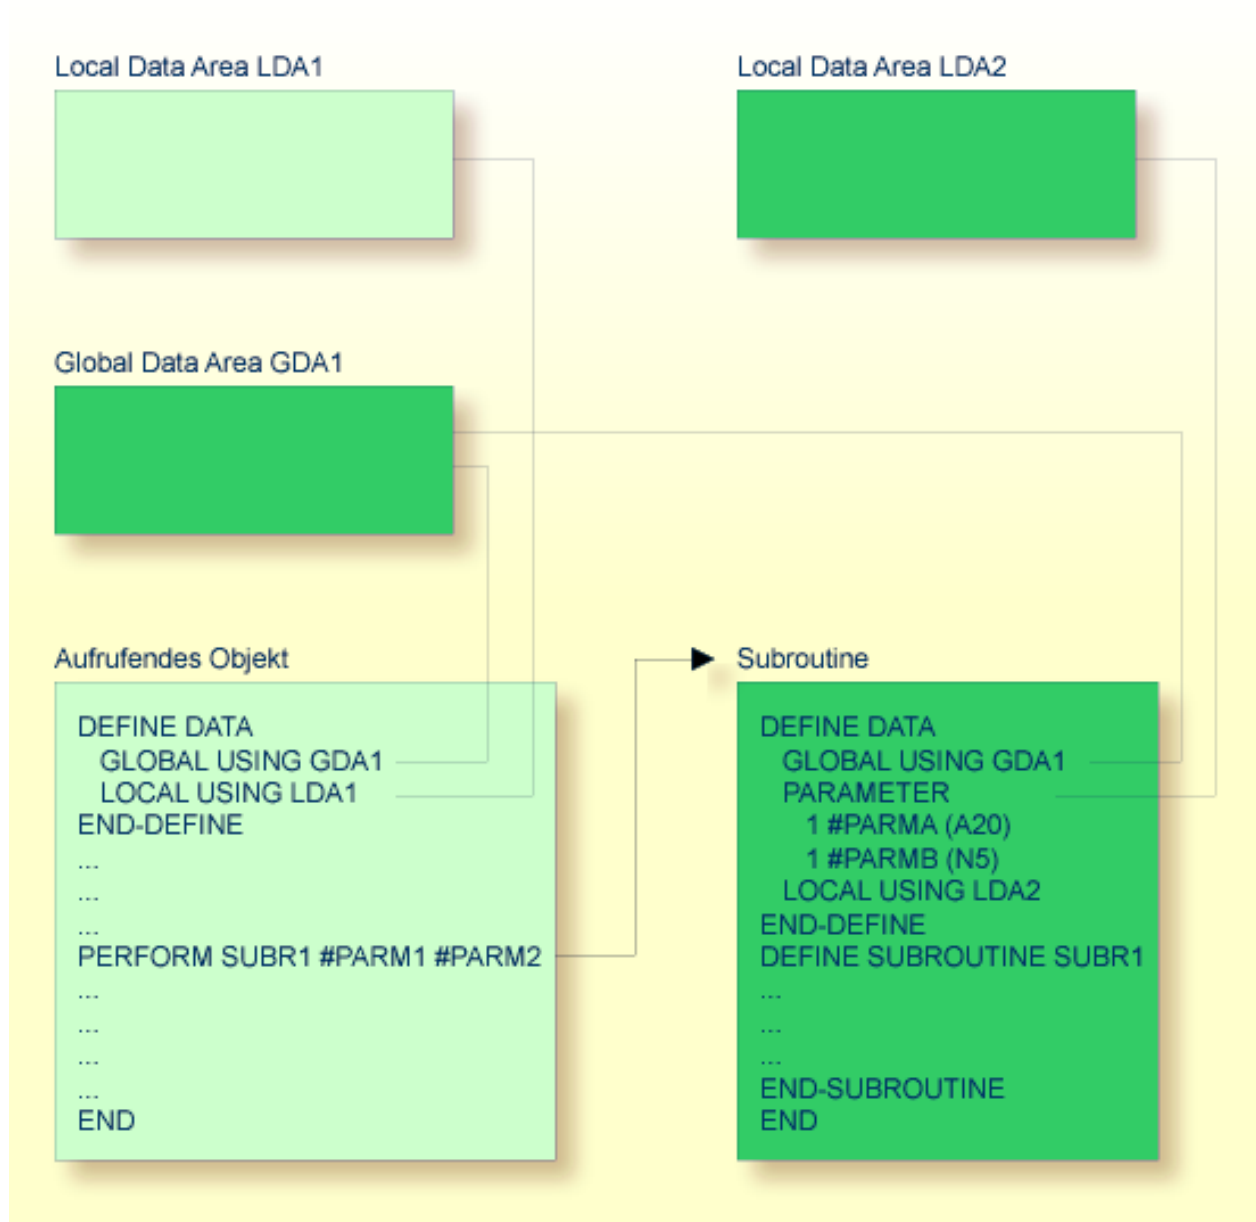 Local Data Area LDA1
Local Data Area LDA2
Global Data Area GDA1
Aufrufendes Objekt
DEFINE DATA
GLOBAL USING GDA1
LOCAL USING LDA1
END-DEFINE
...
...
...
PERFORM SUBR1 #PARM1 #PARM2
...
...
...
...
END
Subroutine
DEFINE DATA
GLOBAL USING GDA1
PARAMETER
1 #PARMA (A20)
1 #PARMB (N5)
LOCAL USING LDA2
END-DEFINE
DEFINE SUBROUTINE SUBR1
...
...
...
END-SUBROUTINE
END